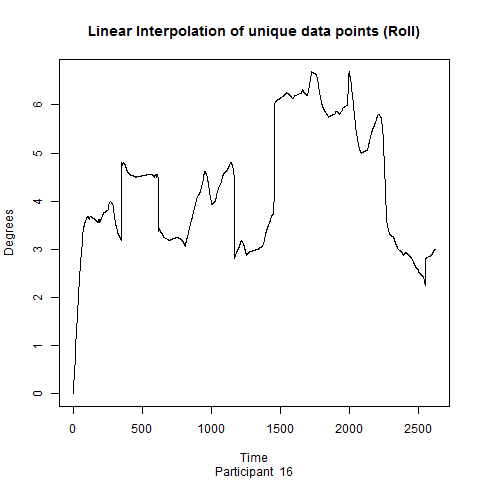 Linear Interpolation of unique data points (Roll)
Degrees
6
5
4
3
2
1
0
0 500 1000 1500 2000 2500
Time
Participant 16